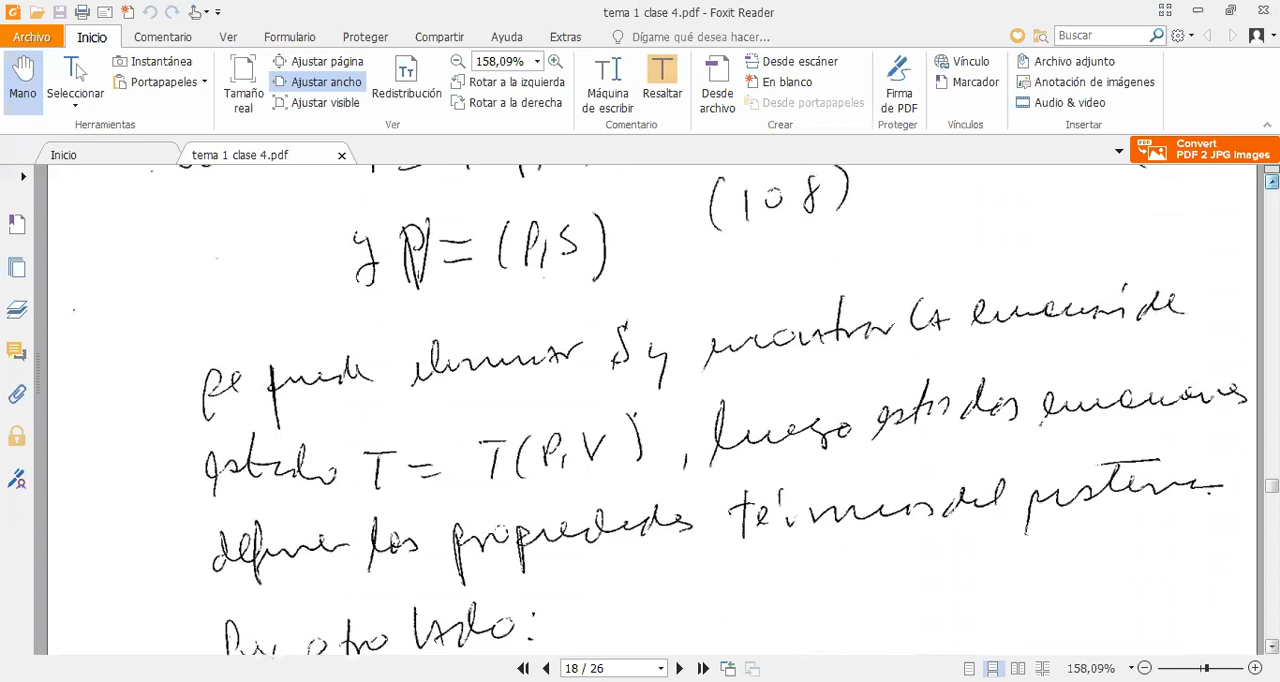 tema 1 clase 4.pdf - Foxit Reader
Archivo Inicio Comentario Ver Formulario Proteger Compartir Ayuda Extras Dígame qué desea hacer... Buscar
Mano
Seleccionar
Instantánea
Portapapeles
Herramientas
Tamaño real
Ajustar página
Ajustar ancho
Ajustar visible
Redistribución
Rotar a la izquierda
Rotar a la derecha
Ver
Máquina de escribir
Resaltar
Comentario
Desde archivo
Desde escáner
En blanco
Desde portapapeles
Crear
Firma de PDF
Proteger
Vínculo
Marcador
Vínculos
Archivo adjunto
Anotación de imágenes
Audio & video
Insertar
Inicio
tema 1 clase 4.pdf
Convert
PDF 2 JPG Images
(108)
y V = (P, S)
se puede eliminar S y encontrar la ecuación de
estado T = T(P, V), luego estas dos ecuaciones
definen las propiedades térmicas del sistema.
Por otro lado:
18 / 26
158,09%
158,09%